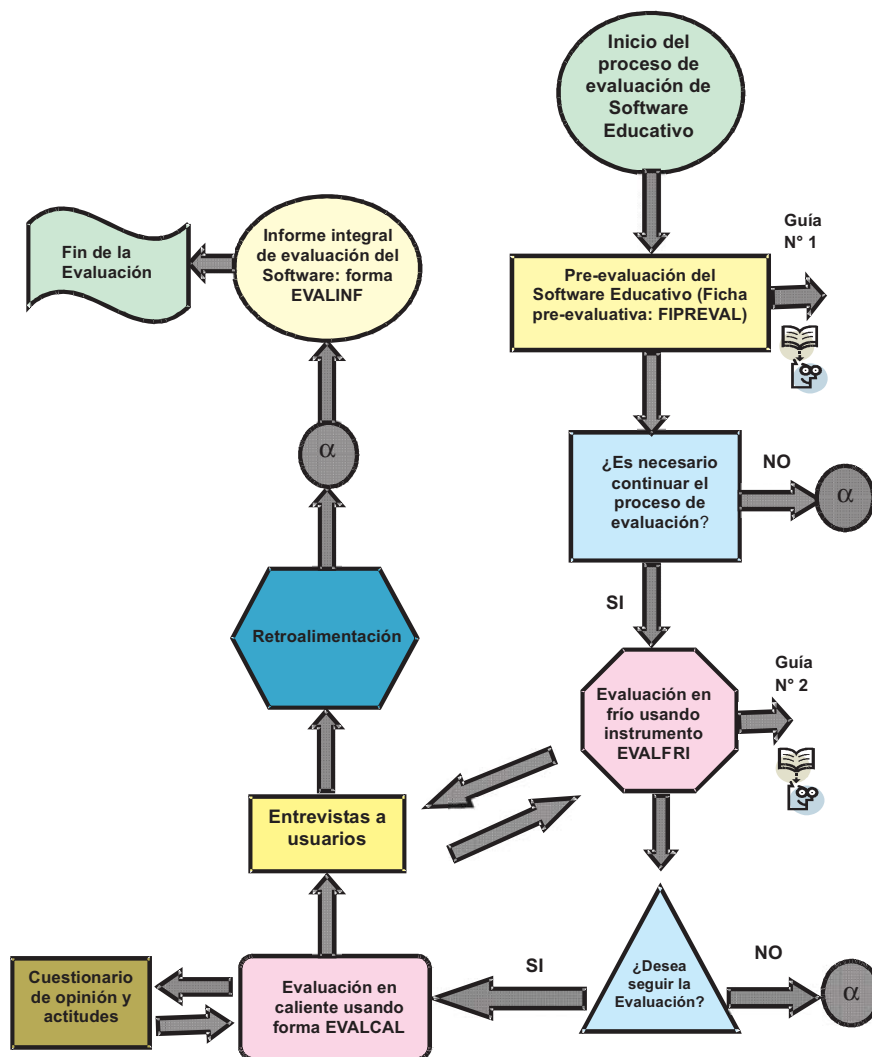 Inicio del
proceso de
evaluación de
Software
Educativo
Guía
N° 1
Pre-evaluación del
Software Educativo (Ficha
pre-evaluativa: FIPREVAL)
¿Es necesario
continuar el
proceso de
evaluación?
NO
α
SI
Evaluación en
frío usando
instrumento
EVALFRI
Guía
N° 2
¿Desea
seguir la
Evaluación?
NO
α
SI
Evaluación en
caliente usando
forma EVALCAL
Cuestionario
de opinión y
actitudes
Entrevistas a
usuarios
Retroalimentación
α
Informe integral
de evaluación del
Software: forma
EVALINF
Fin de la
Evaluación